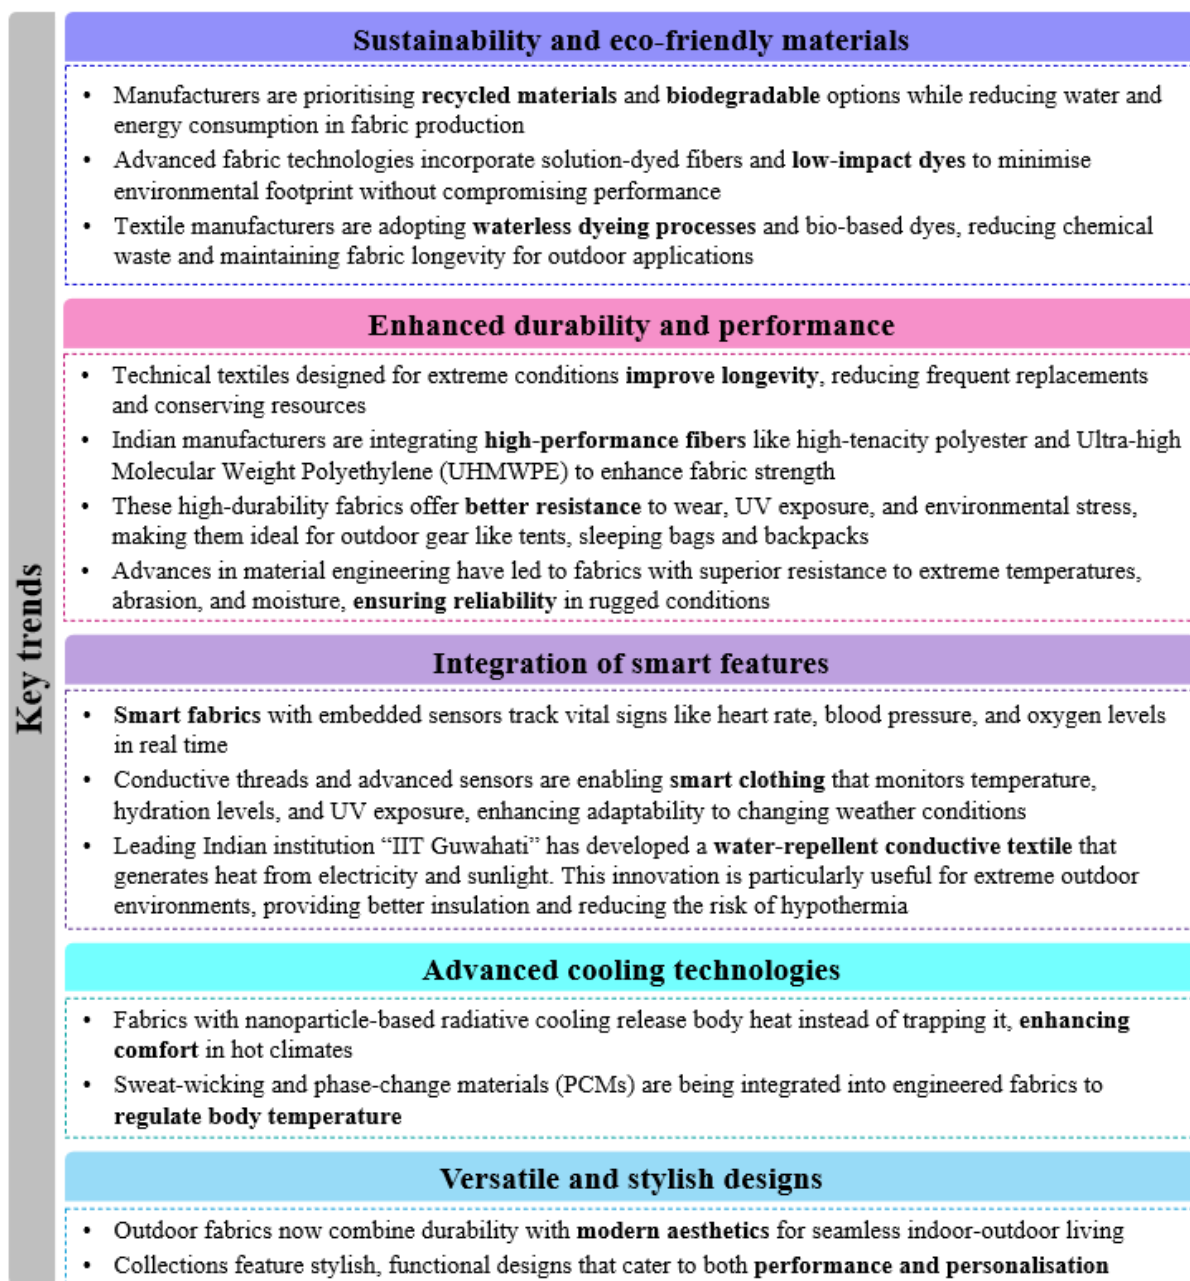 Key trends
Sustainability and eco-friendly materials
• Manufacturers are prioritising recycled materials and biodegradable options while reducing water and
energy consumption in fabric production
• Advanced fabric technologies incorporate solution-dyed fibers and low-impact dyes to minimise
environmental footprint without compromising performance
• Textile manufacturers are adopting waterless dyeing processes and bio-based dyes, reducing chemical
waste and maintaining fabric longevity for outdoor applications
Enhanced durability and performance
• Technical textiles designed for extreme conditions improve longevity, reducing frequent replacements
and conserving resources
• Indian manufacturers are integrating high-performance fibers like high-tenacity polyester and Ultra-high
Molecular Weight Polyethylene (UHMWPE) to enhance fabric strength
• These high-durability fabrics offer better resistance to wear, UV exposure, and environmental stress,
making them ideal for outdoor gear like tents, sleeping bags and backpacks
• Advances in material engineering have led to fabrics with superior resistance to extreme temperatures,
abrasion, and moisture, ensuring reliability in rugged conditions
Integration of smart features
• Smart fabrics with embedded sensors track vital signs like heart rate, blood pressure, and oxygen levels
in real time
• Conductive threads and advanced sensors are enabling smart clothing that monitors temperature,
hydration levels, and UV exposure, enhancing adaptability to changing weather conditions
• Leading Indian institution “IIT Guwahati” has developed a water-repellent conductive textile that
generates heat from electricity and sunlight. This innovation is particularly useful for extreme outdoor
environments, providing better insulation and reducing the risk of hypothermia
Advanced cooling technologies
• Fabrics with nanoparticle-based radiative cooling release body heat instead of trapping it, enhancing
comfort in hot climates
• Sweat-wicking and phase-change materials (PCMs) are being integrated into engineered fabrics to
regulate body temperature
Versatile and stylish designs
• Outdoor fabrics now combine durability with modern aesthetics for seamless indoor-outdoor living
• Collections feature stylish, functional designs that cater to both performance and personalisation